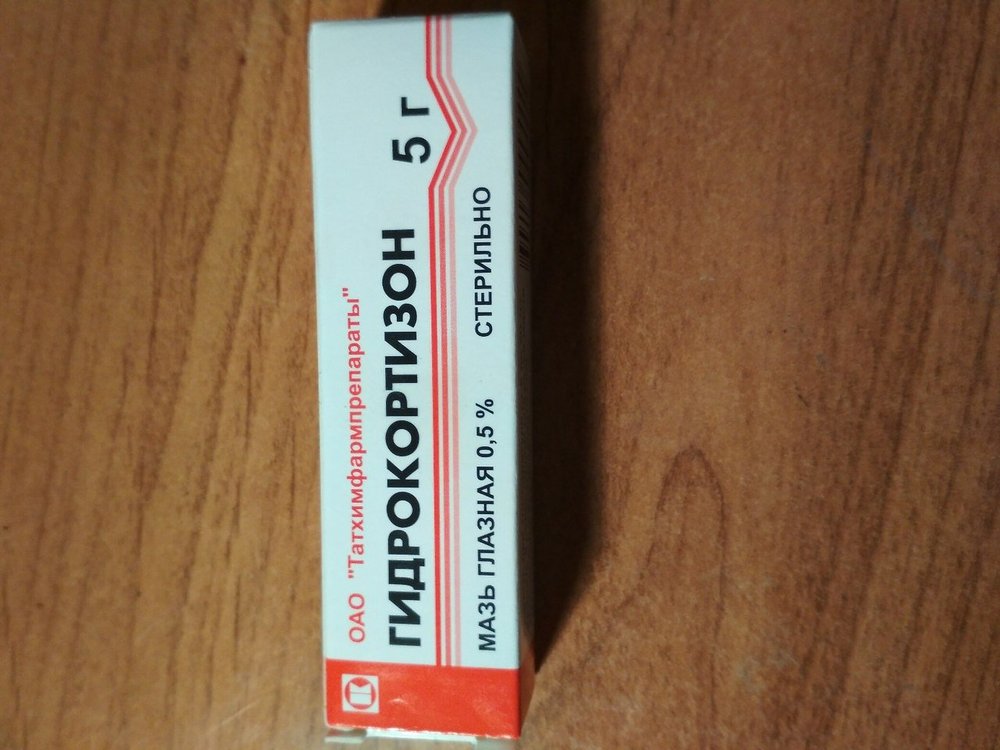 ОАО "Татхимфармпрепараты"
ГИДРОКОРТИЗОН 5 г
МАЗЬ ГЛАЗНАЯ 0,5 % СТЕРИЛЬНО